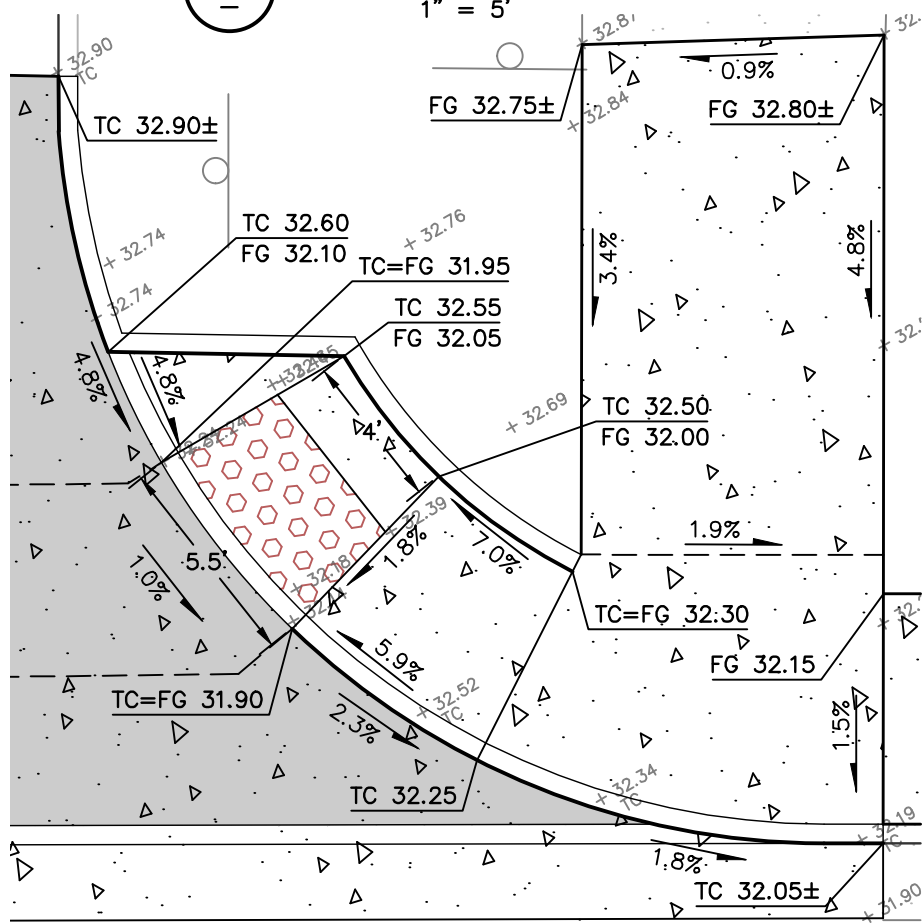 1" = 5'
+ 32.90
TC
TC 32.90±
FG 32.75±
+ 32.84
0.9%
FG 32.80±
+ 32.74
TC 32.60
FG 32.10
+ 32.76
TC=FG 31.95
3.4%
4.8%
+ 32.74
TC 32.55
FG 32.05
4.8%
4.8%
4'
+ 32.69
TC 32.50
FG 32.00
+ 32.39
1.9%
5.5'
1.0%
1.8%
7.0%
+ 32.18
TC=FG 32.30
5.9%
FG 32.15
TC=FG 31.90
2.3%
+ 32.52
TC
1.5%
TC 32.25
+ 32.34
TC
+ 32.19
TC
1.8%
TC 32.05±
+ 31.90